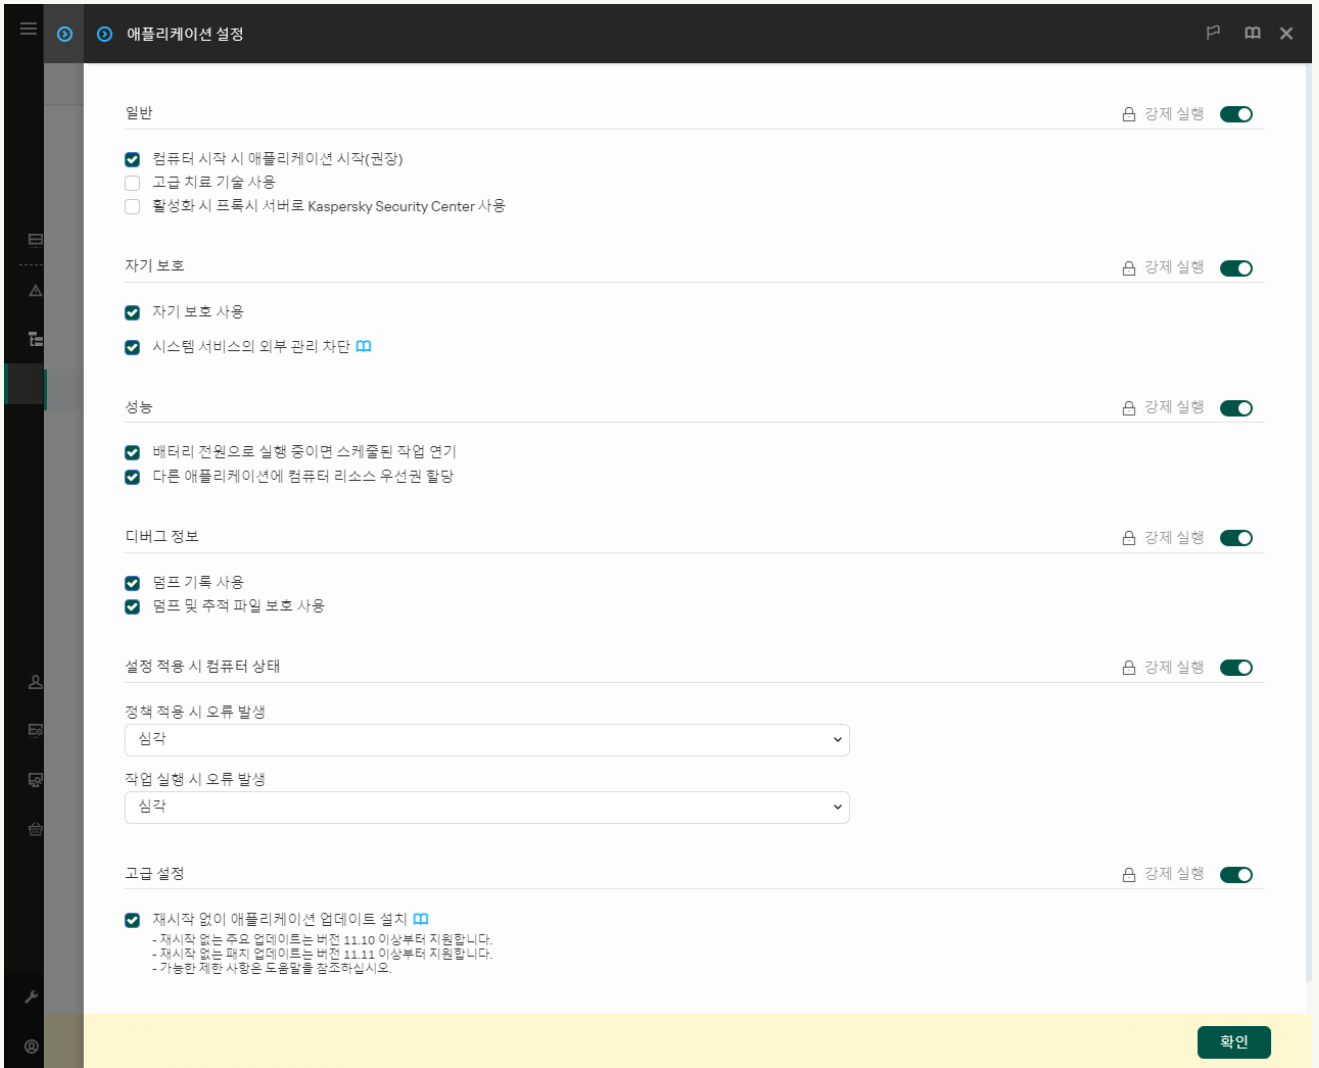 애플리케이션 설정
일반
강제 실행
컴퓨터 시작 시 애플리케이션 시작(권장)
고급 치료 기술 사용
활성화 시 프록시 서버로 Kaspersky Security Center 사용
자기 보호
강제 실행
자기 보호 사용
시스템 서비스의 외부 관리 차단
성능
강제 실행
배터리 전원으로 실행 중이면 스케줄된 작업 연기
다른 애플리케이션에 컴퓨터 리소스 우선권 할당
디버그 정보
강제 실행
덤프 기록 사용
덤프 및 추적 파일 보호 사용
설정 적용 시 컴퓨터 상태
강제 실행
정책 적용 시 오류 발생
심각
작업 실행 시 오류 발생
심각
고급 설정
강제 실행
재시작 없이 애플리케이션 업데이트 설치
- 재시작 없는 주요 업데이트는 버전 11.10 이상부터 지원합니다.
- 재시작 없는 패치 업데이트는 버전 11.11 이상부터 지원합니다.
- 가능한 제한 사항은 도움말을 참조하십시오.
확인